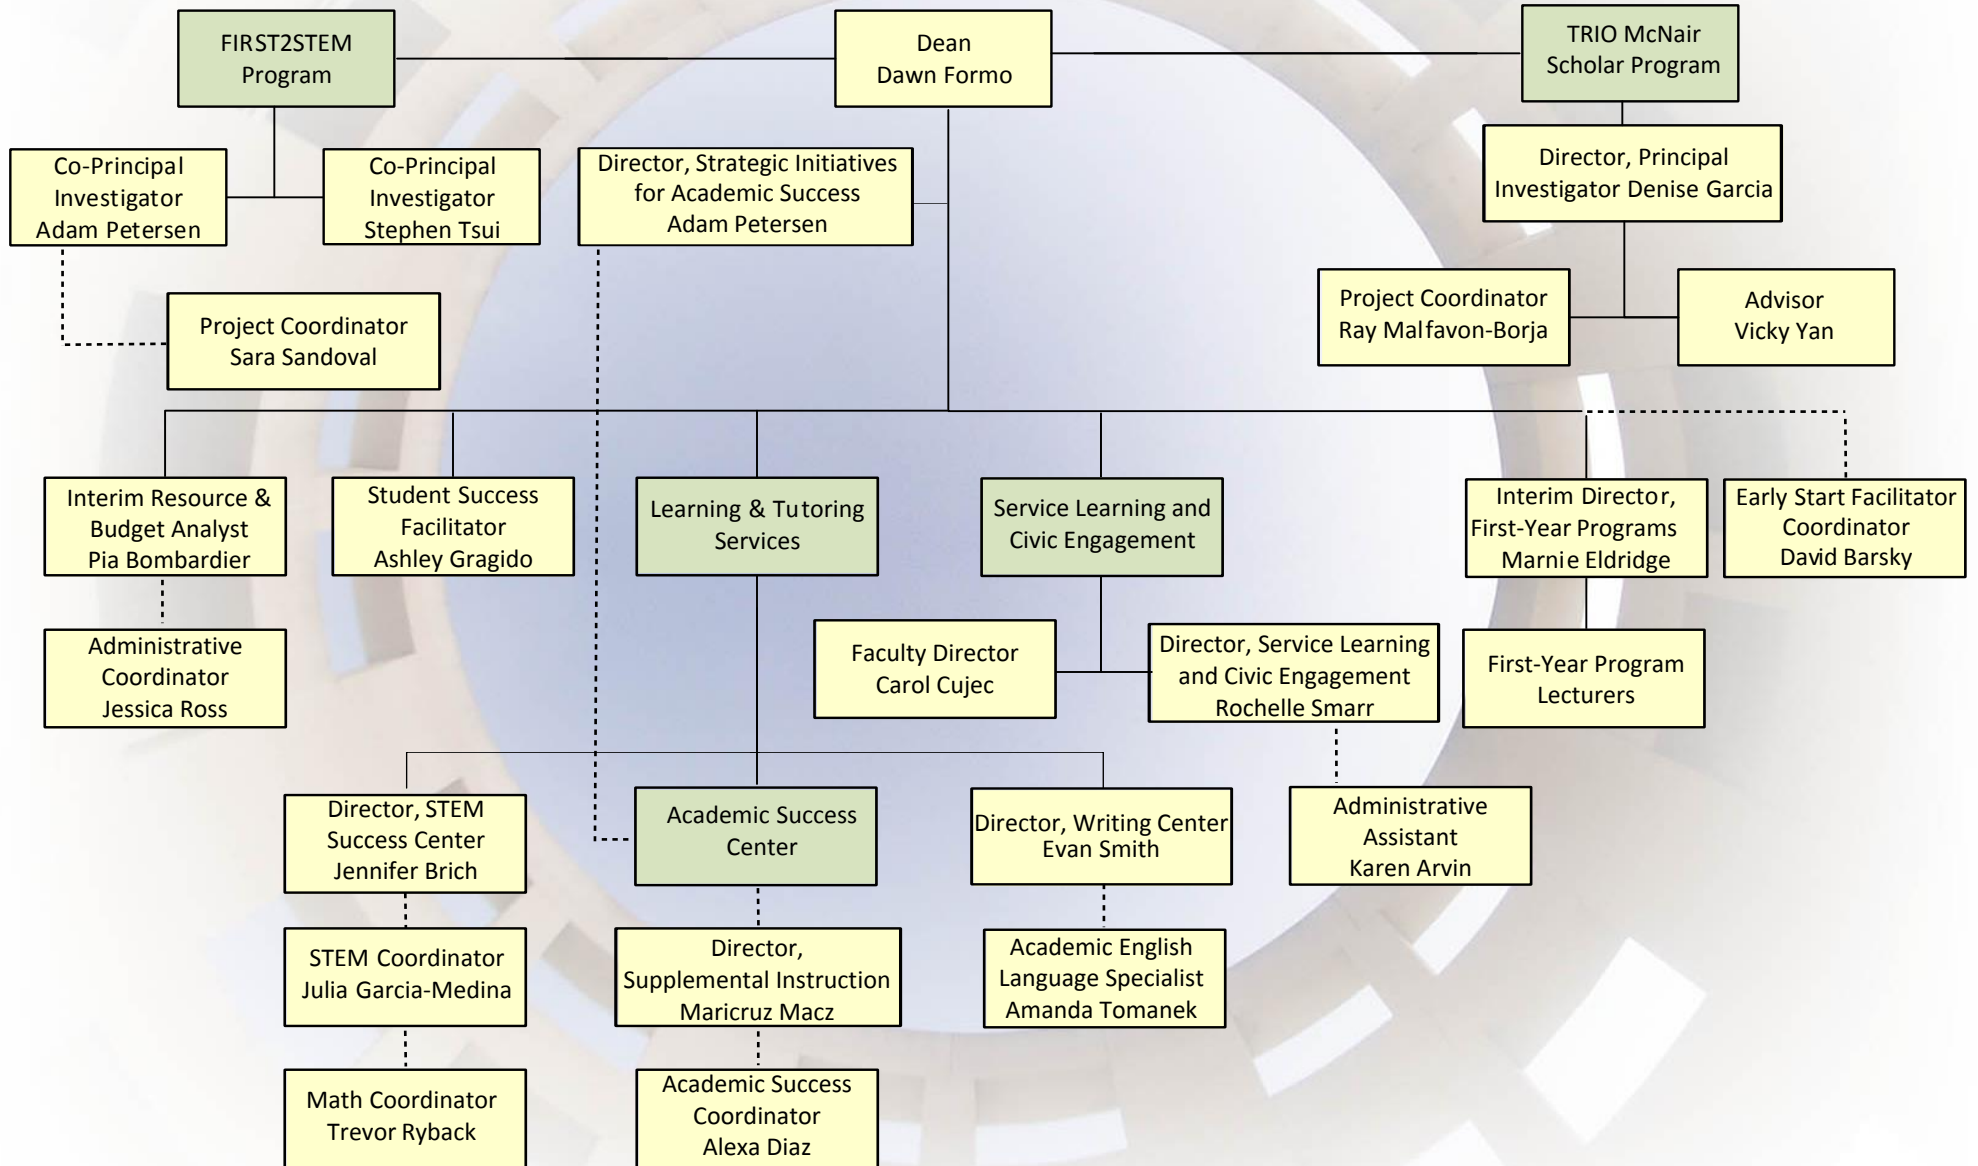 FIRST2STEM
Program
Dean
Dawn Formo
TRIO McNair
Scholar Program
Co-Principal
Investigator
Adam Petersen
Co-Principal
Investigator
Stephen Tsui
Director, Strategic Initiatives
for Academic Success
Adam Petersen
Director, Principal
Investigator Denise Garcia
Project Coordinator
Sara Sandoval
Project Coordinator
Ray Malfavon-Borja
Advisor
Vicky Yan
Interim Resource &
Budget Analyst
Pia Bombardier
Student Success
Facilitator
Ashley Gragido
Learning & Tutoring
Services
Service Learning and
Civic Engagement
Interim Director,
First-Year Programs
Marnie Eldridge
Early Start Facilitator
Coordinator
David Barsky
Administrative
Coordinator
Jessica Ross
Faculty Director
Carol Cujec
Director, Service Learning
and Civic Engagement
Rochelle Smarr
First-Year Program
Lecturers
Director, STEM
Success Center
Jennifer Brich
Academic Success
Center
Director, Writing Center
Evan Smith
Administrative
Assistant
Karen Arvin
STEM Coordinator
Julia Garcia-Medina
Director,
Supplemental Instruction
Maricruz Macz
Academic English
Language Specialist
Amanda Tomanek
Math Coordinator
Trevor Ryback
Academic Success
Coordinator
Alexa Diaz